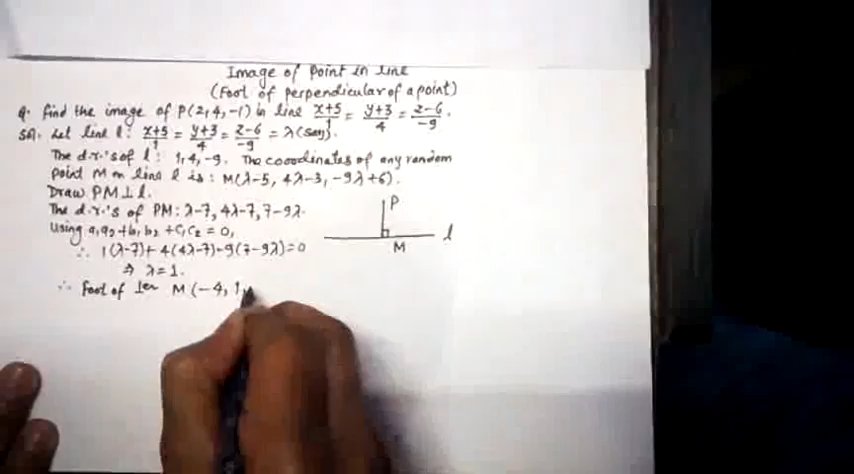 Image of Point in line
(Foot of perpendicular of a point)
Q. Find the image of P(2,4,-1) in line x+5/1 = y+3/4 = z-6/-9.
Sol. Let line l: x+5/1 = y+3/4 = z-6/-9 = λ(say).
The d.r.'s of l: 1,4,-9. The coordinates of any random
point M on line l is: M(λ-5, 4λ-3, -9λ+6).
Draw PM⊥l.
The d.r.'s of PM: λ-7, 4λ-7, 7-9λ.
Using a₁a₂+b₁b₂+c₁c₂=0,
∴ 1(λ-7)+4(4λ-7)-9(7-9λ)=0
⇒ λ=1.
∴ Foot of ⊥er M(-4, 1,
P
M
l